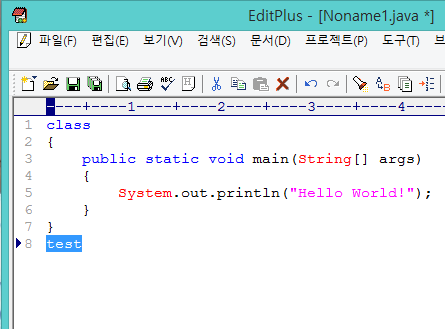 EditPlus - [Noname1.java *]
파일(F) 편집(E) 보기(V) 검색(S) 문서(D) 프로젝트(P) 도구(T) 브
----+----1----+----2----+----3----+----4-----
1 class
2 {
3 public static void main(String[] args)
4 {
5 System.out.println("Hello World!");
6 }
7 }
8 test